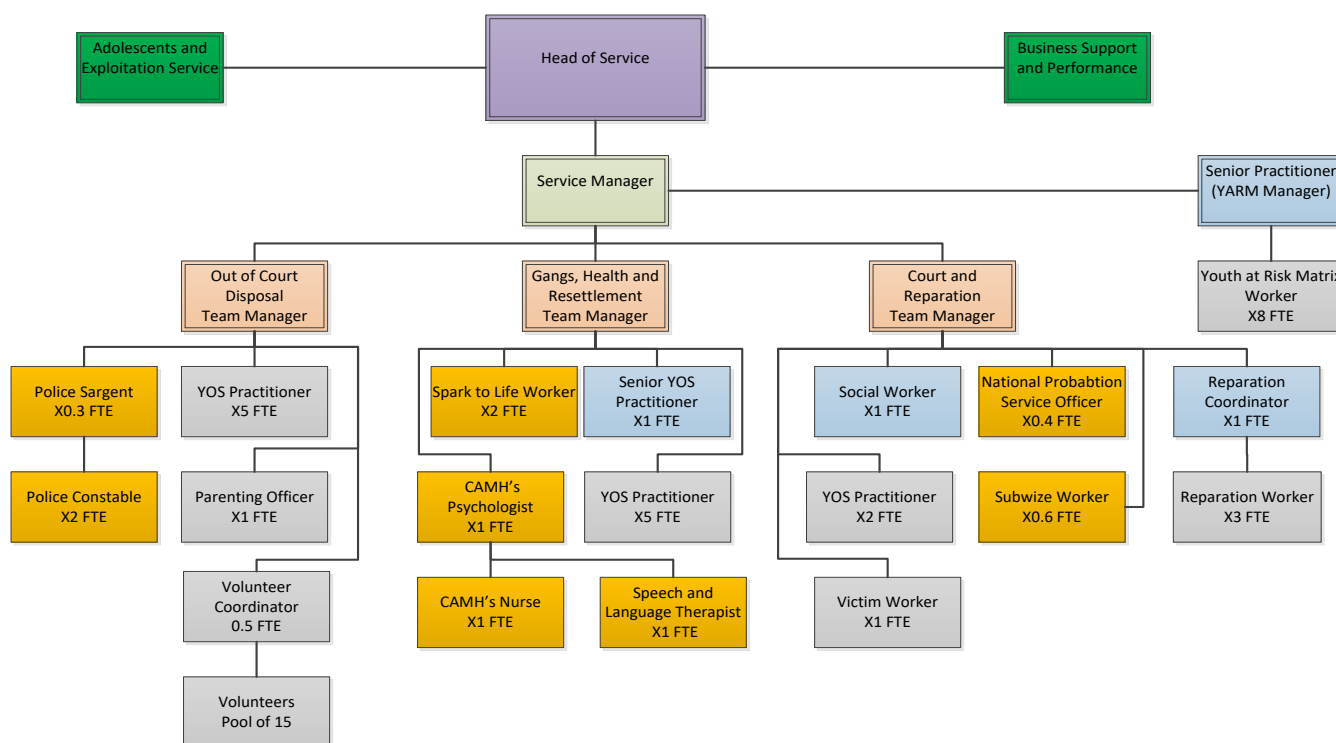 Adolescents and
Exploitation Service
Head of Service
Business Support
and Performance
Service Manager
Senior Practitioner
(YARM Manager)
Out of Court
Disposal
Team Manager
Gangs, Health and
Resettlement
Team Manager
Court and
Reparation
Team Manager
Youth at Risk Matrix
Worker
X8 FTE
Police Sargent
X0.3 FTE
YOS Practitioner
X5 FTE
Spark to Life Worker
X2 FTE
Senior YOS
Practitioner
X1 FTE
Social Worker
X1 FTE
National Probabtion
Service Officer
X0.4 FTE
Reparation
Coordinator
X1 FTE
Police Constable
X2 FTE
Parenting Officer
X1 FTE
CAMH’s
Psychologist
X1 FTE
YOS Practitioner
X5 FTE
YOS Practitioner
X2 FTE
Subwize Worker
X0.6 FTE
Reparation Worker
X3 FTE
Volunteer
Coordinator
0.5 FTE
CAMH’s Nurse
X1 FTE
Speech and
Language Therapist
X1 FTE
Victim Worker
X1 FTE
Volunteers
Pool of 15